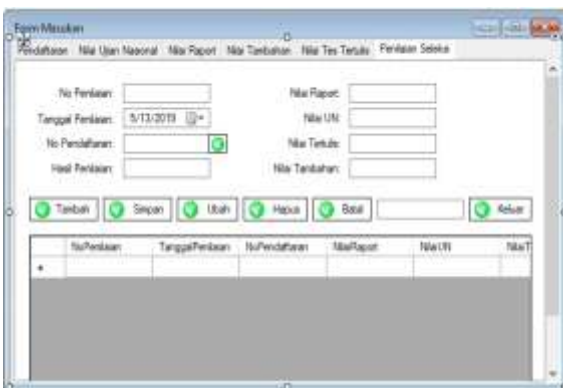 Form Masukan
Pendaftaran Nilai Ujian Nasional Nilai Raport Nilai Tambahan Nilai Tes Tertulis Penilaian Seleksi
No Penilaian: Nilai Raport:
Tanggal Penilaian: 5/13/2019 Nilai UN:
No Pendaftaran: Nilai Tertulis:
Hasil Penilaian: Nilai Tambahan:
Tambah Simpan Ubah Hapus Batal Keluar
NoPenilaian TanggalPenilaian NoPendaftaran NilaiRaport NilaiUN NilaiT